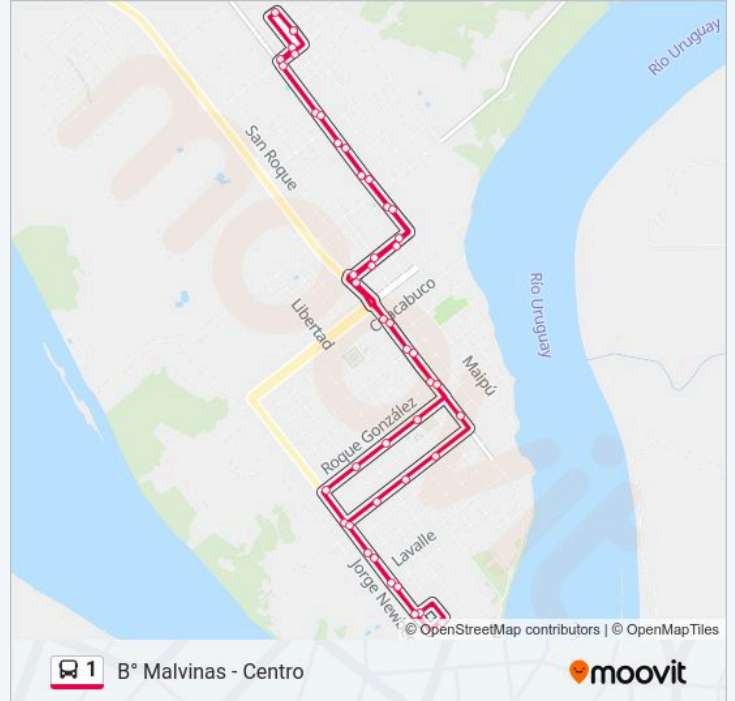 Río Uruguay
San Roque
Río Uruguay
Chacabuco
Libertad
Maipú
Roque González
Lavalle
Jorge Newb
© OpenStreetMap contributors | © OpenMapTiles
1 B° Malvinas - Centro
moovit
moovit